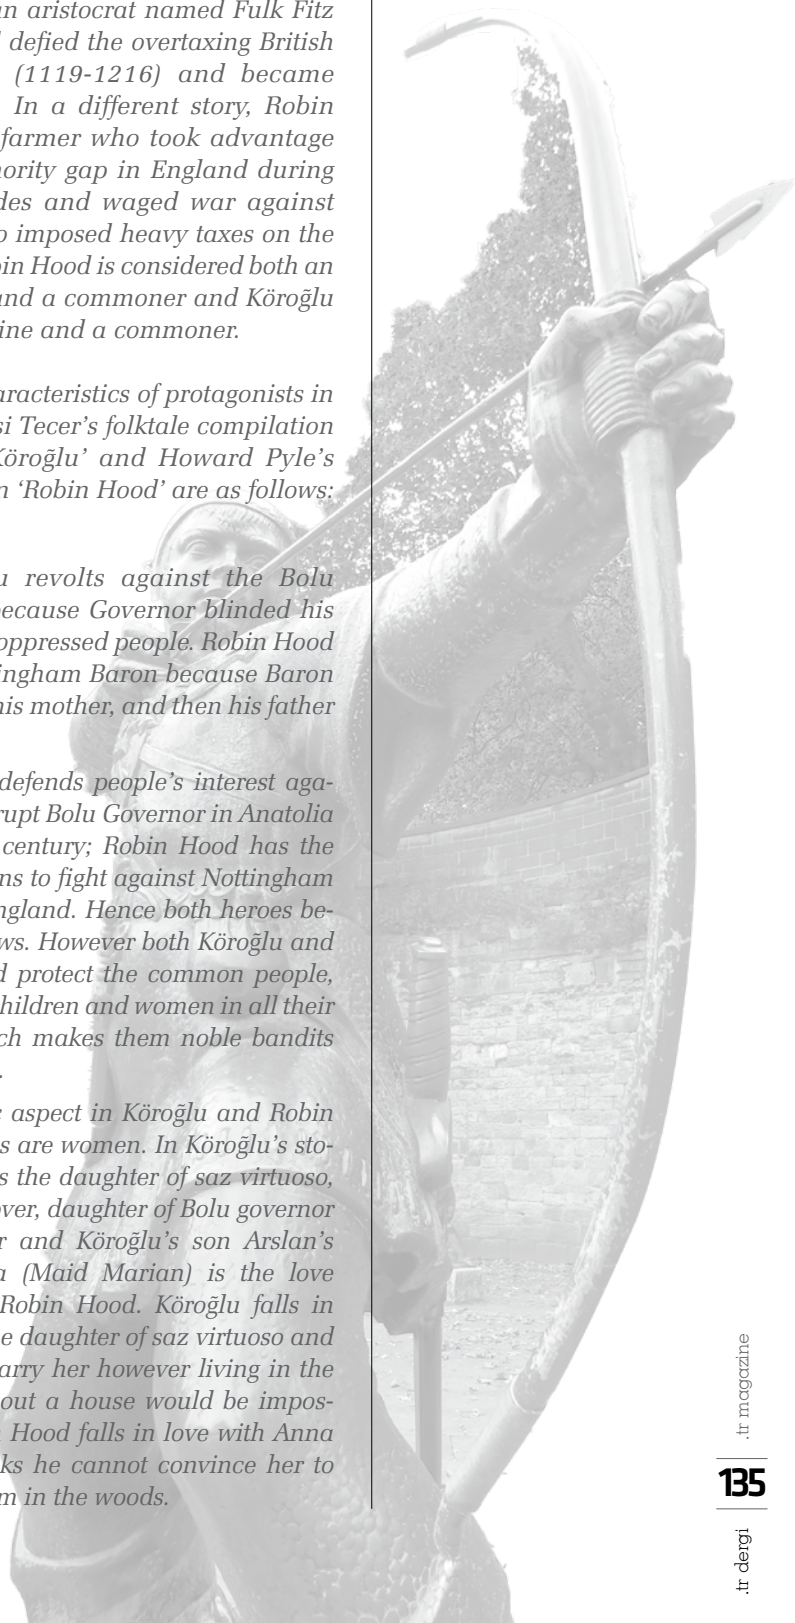 an aristocrat named Fulk Fitz
defied the overtaxing British
(1119-1216) and became
In a different story, Robin
farmer who took advantage
ority gap in England during
des and waged war against
o imposed heavy taxes on the
in Hood is considered both an
and a commoner and Köroğlu
ine and a commoner.
aracteristics of protagonists in
si Tecer’s folktale compilation
Köroğlu’ and Howard Pyle’s
n ‘Robin Hood’ are as follows:
u revolts against the Bolu
because Governor blinded his
oppressed people. Robin Hood
ingham Baron because Baron
his mother, and then his father
defends people’s interest aga-
rupt Bolu Governor in Anatolia
century; Robin Hood has the
ns to fight against Nottingham
ngland. Hence both heroes be-
ws. However both Köroğlu and
d protect the common people,
children and women in all their
ch makes them noble bandits
.
c aspect in Köroğlu and Robin
s are women. In Köroğlu’s sto-
s the daughter of saz virtuoso,
over, daughter of Bolu governor
r and Köroğlu’s son Arslan’s
a (Maid Marian) is the love
Robin Hood. Köroğlu falls in
e daughter of saz virtuoso and
arry her however living in the
out a house would be impos-
n Hood falls in love with Anna
ks he cannot convince her to
m in the woods.
.tr magazine
135
.tr dergi